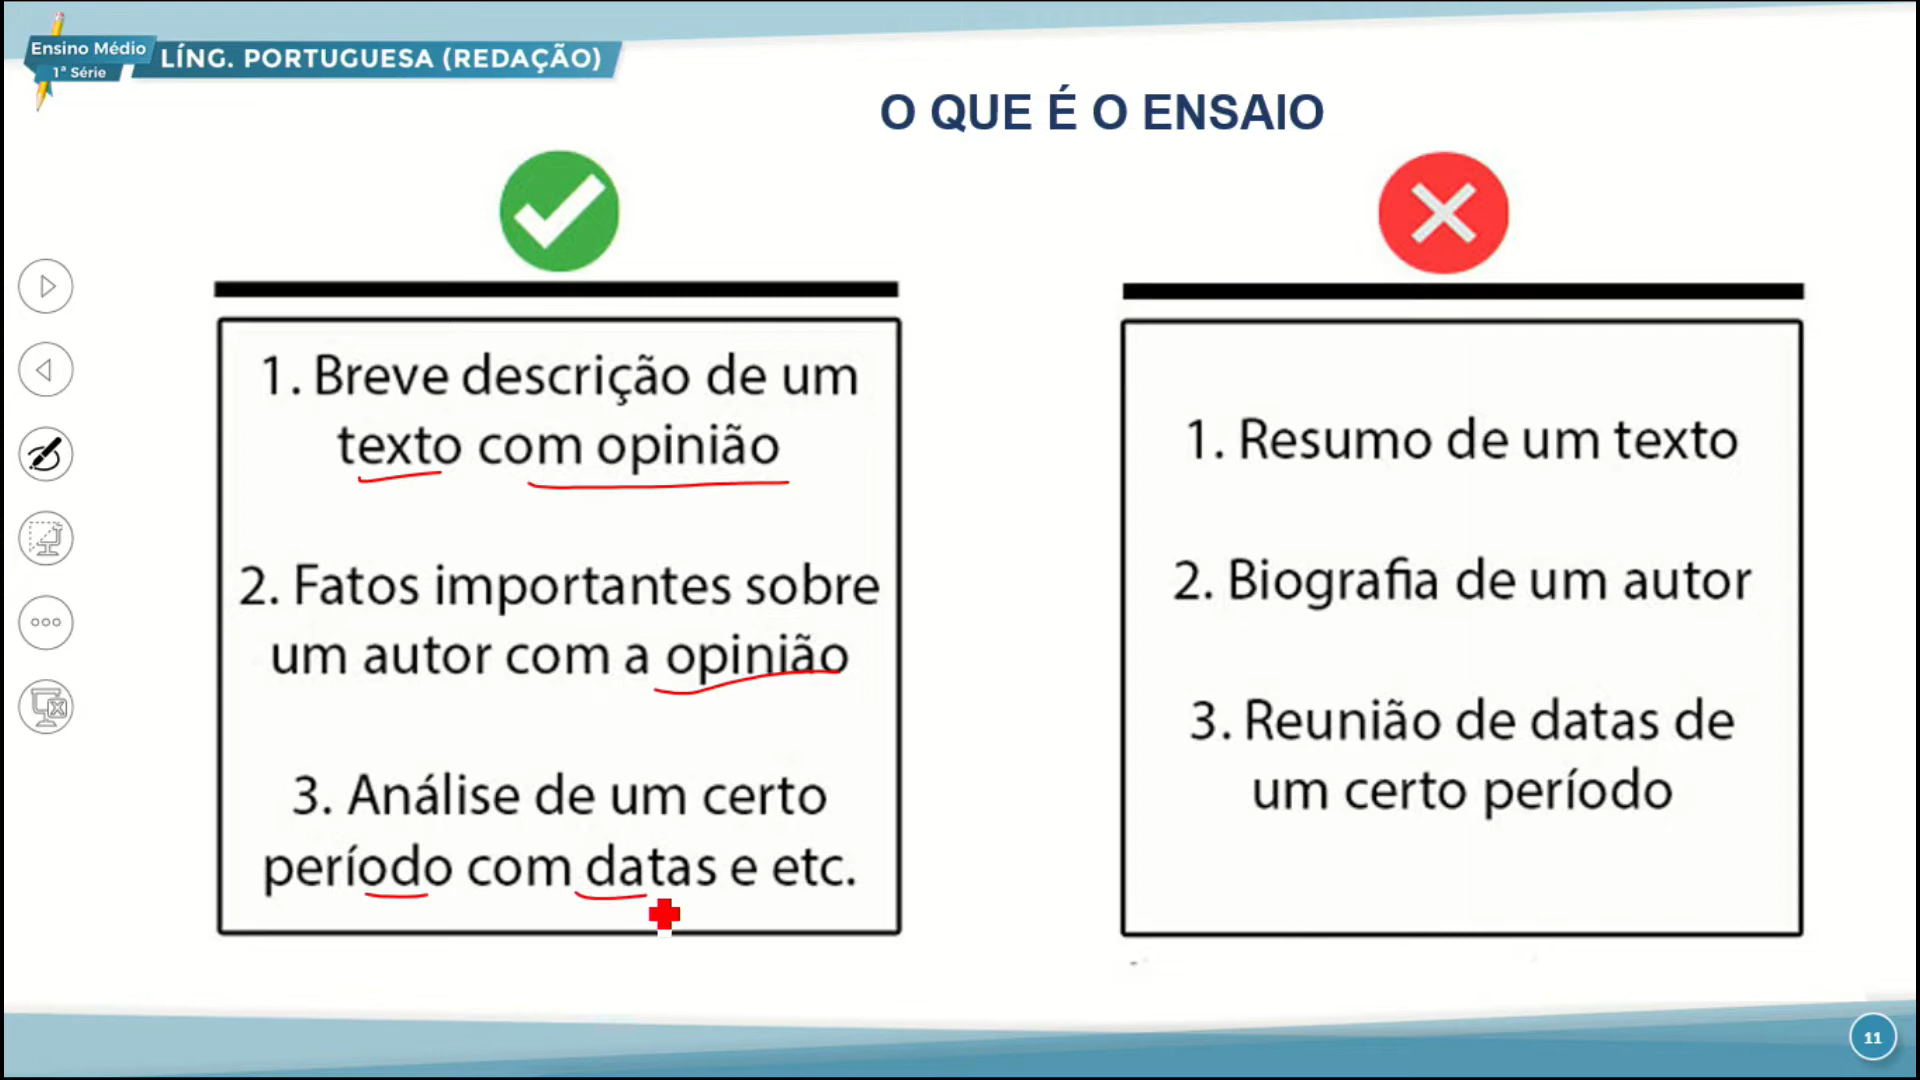 Ensino Médio
1ª Série
LÍNG. PORTUGUESA (REDAÇÃO)
O QUE É O ENSAIO
1. Breve descrição de um
texto com opinião
2. Fatos importantes sobre
um autor com a opinião
3. Análise de um certo
período com datas e etc.
1. Resumo de um texto
2. Biografia de um autor
3. Reunião de datas de
um certo período
11